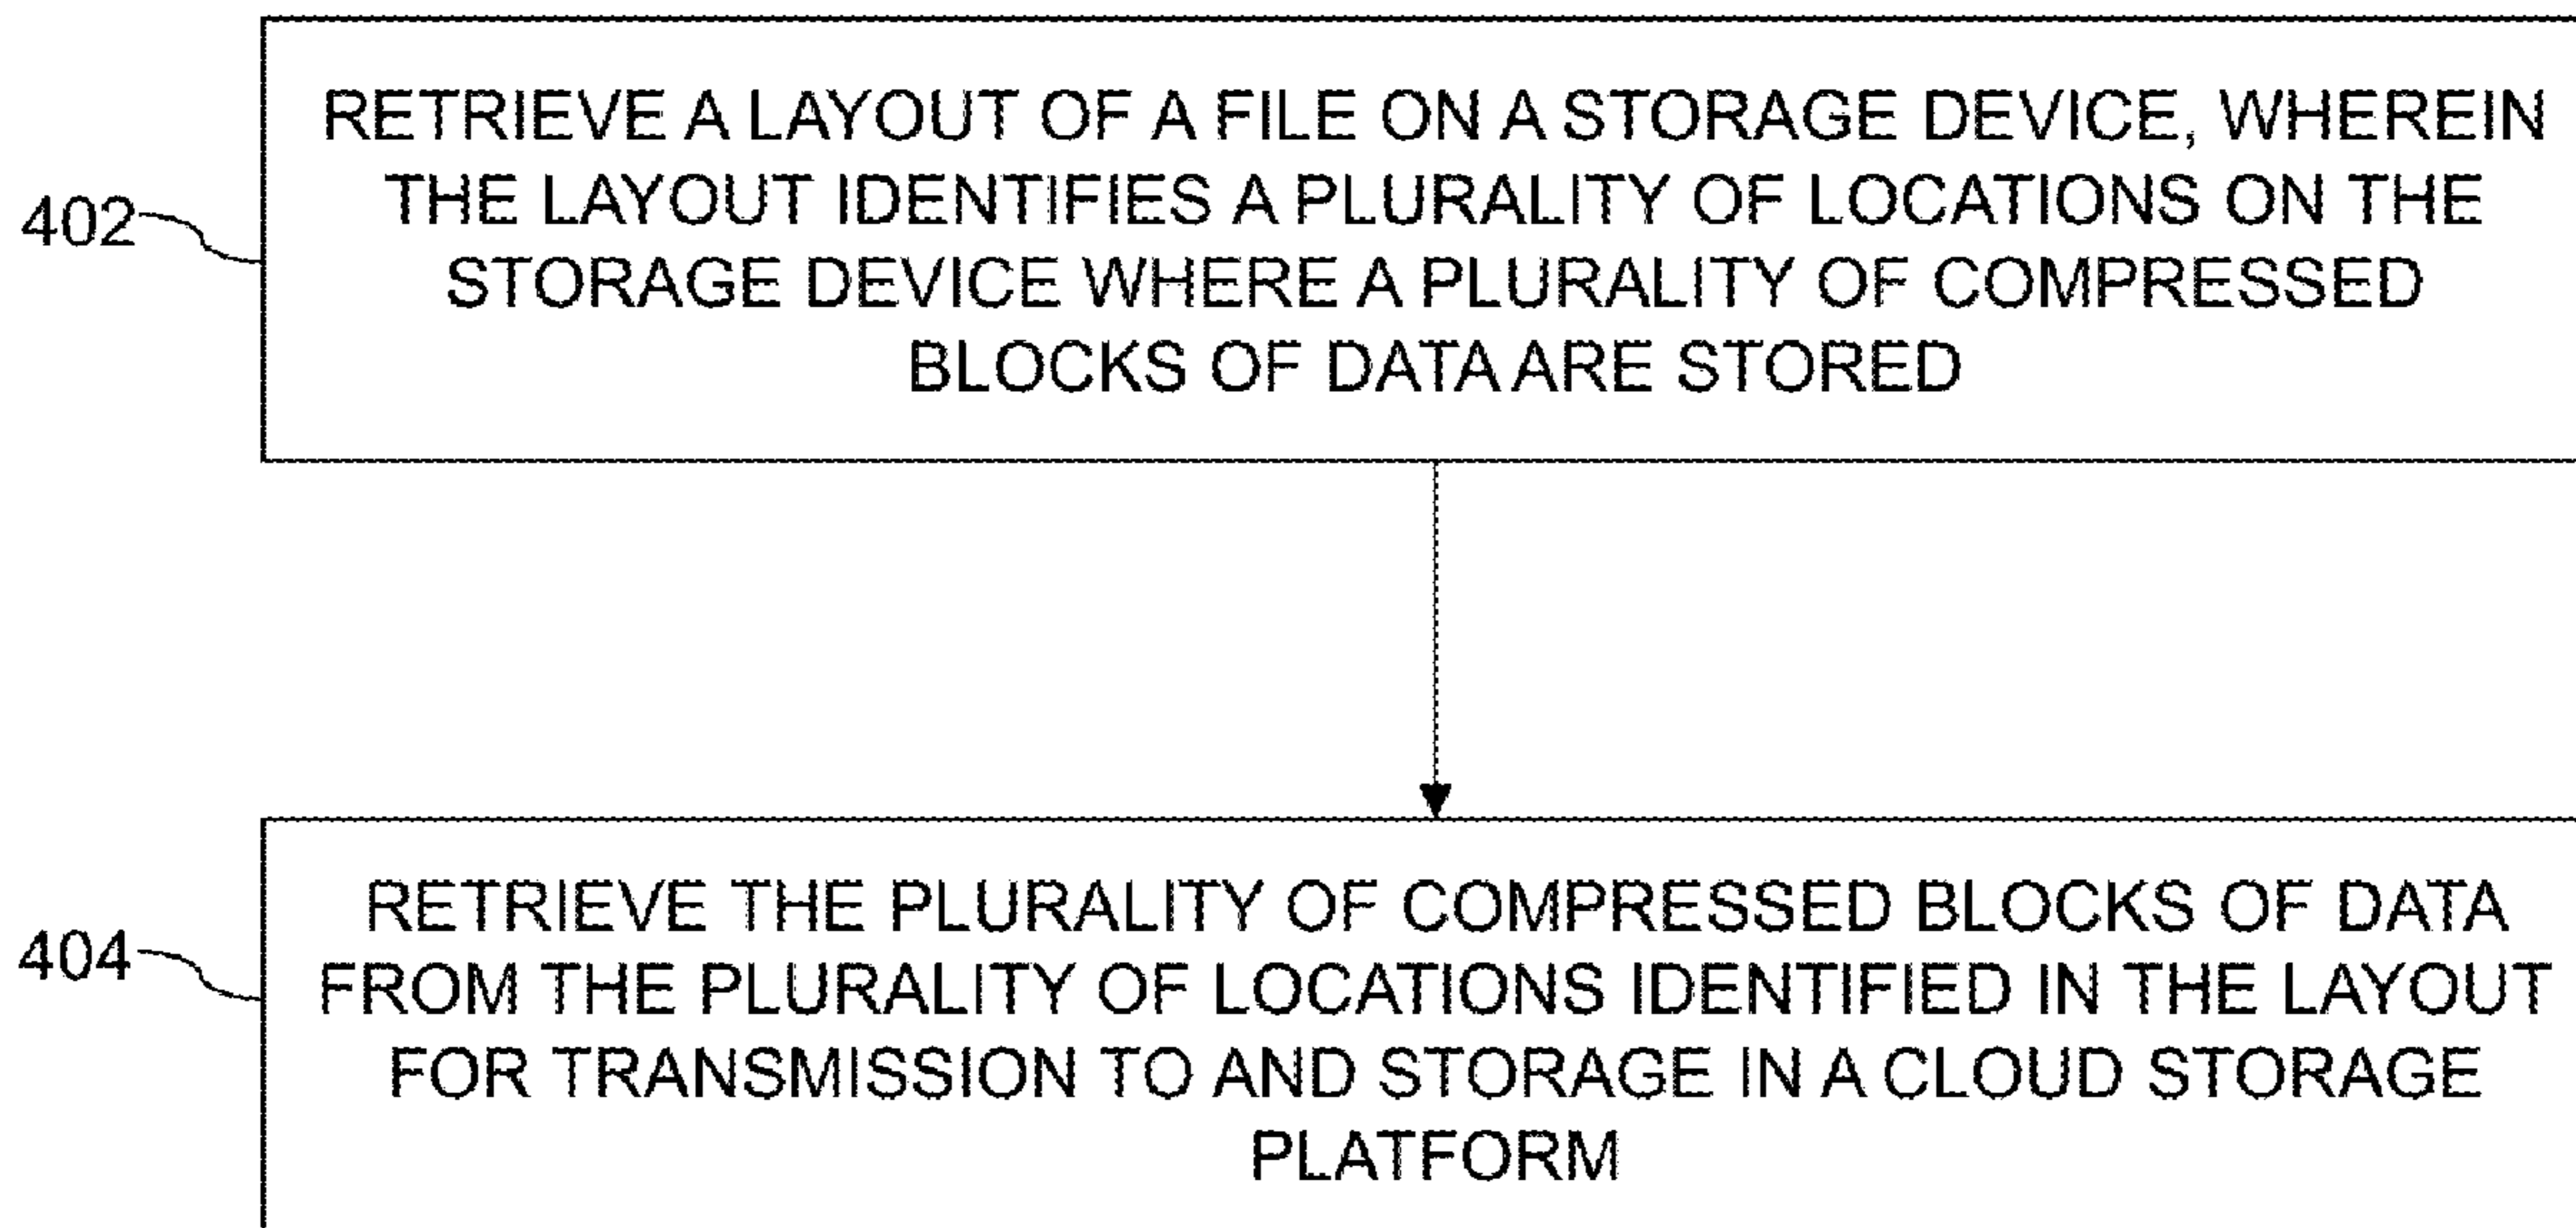 RETRIEVE A LAYOUT OF A FILE ON A STORAGE DEVICE, WHEREIN
THE LAYOUT IDENTIFIES A PLURALITY OF LOCATIONS ON THE
STORAGE DEVICE WHERE A PLURALITY OF COMPRESSED
BLOCKS OF DATA ARE STORED
402
RETRIEVE THE PLURALITY OF COMPRESSED BLOCKS OF DATA
FROM THE PLURALITY OF LOCATIONS IDENTIFIED IN THE LAYOUT
FOR TRANSMISSION TO AND STORAGE IN A CLOUD STORAGE
PLATFORM
404